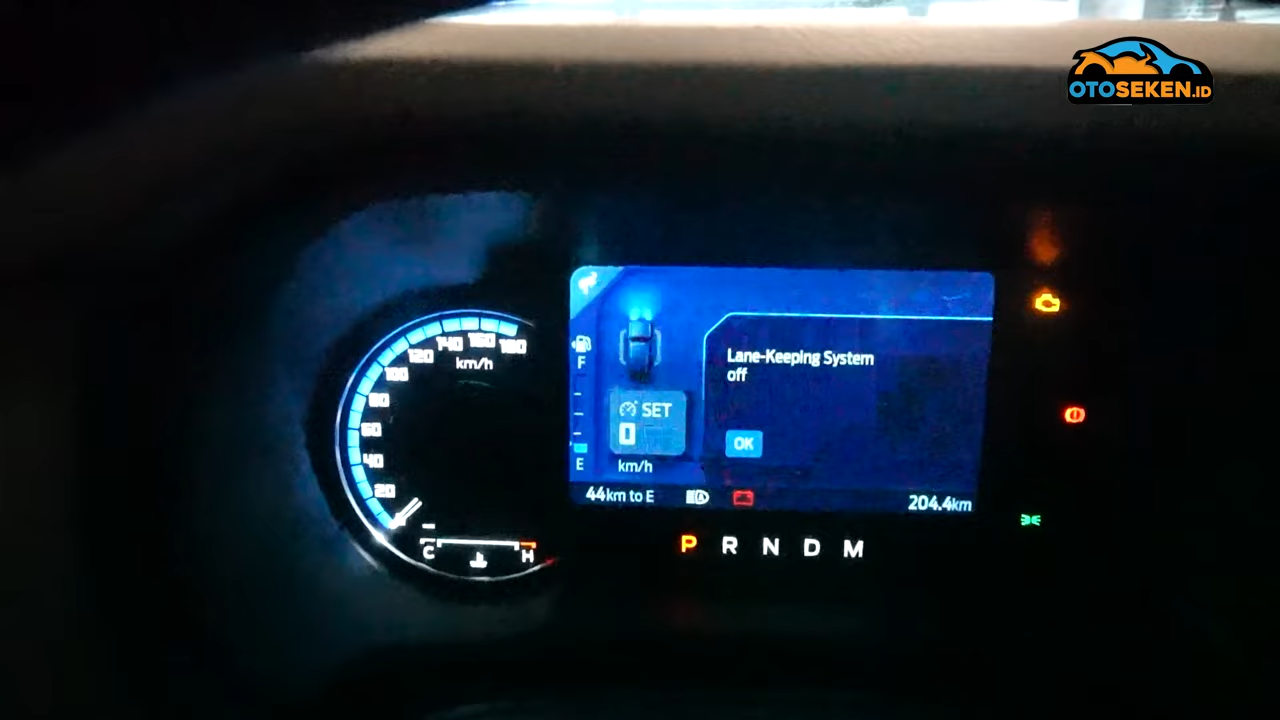 OTOSEKEN.ID
180
160
140
120
km/h
100
80
60
40
20
C
H
F
E
SET
0
km/h
Lane-Keeping System
off
OK
44km to E
204.4km
P R N D M